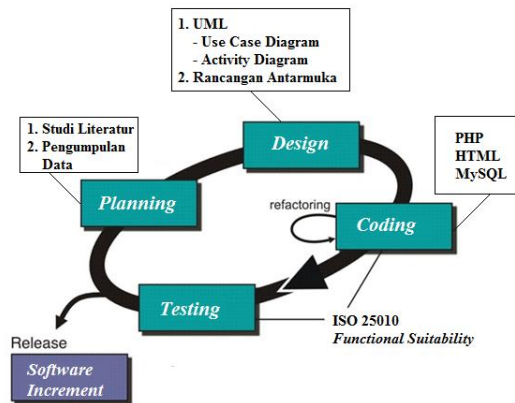 1. UML
- Use Case Diagram
- Activity Diagram
2. Rancangan Antarmuka
1. Studi Literatur
2. Pengumpulan
Data
Design
PHP
HTML
MySQL
Planning
refactoring
Coding
Testing
ISO 25010
Functional Suitability
Release
Software
Increment